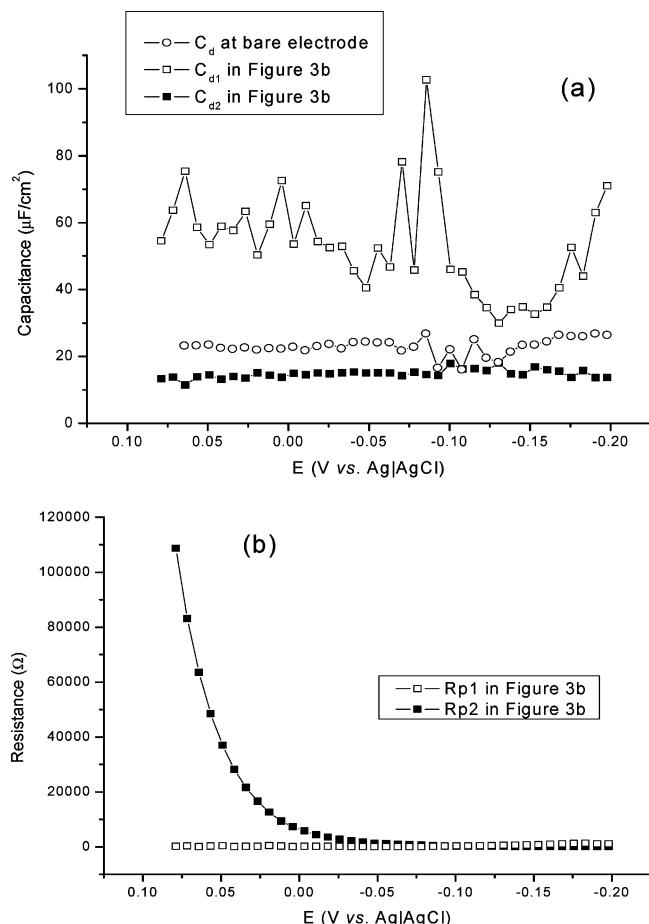 C_d at bare electrode
C_d1 in Figure 3b
C_d2 in Figure 3b
(a)
100
80
60
40
20
0
Capacitance (μF/cm²)
0.10 0.05 0.00 -0.05 -0.10 -0.15 -0.20
E (V vs. Ag|AgCl)
(b)
120000
100000
80000
60000
40000
20000
0
Resistance (Ω)
Rp1 in Figure 3b
Rp2 in Figure 3b
0.10 0.05 0.00 -0.05 -0.10 -0.15 -0.20
E (V vs. Ag|AgCl)